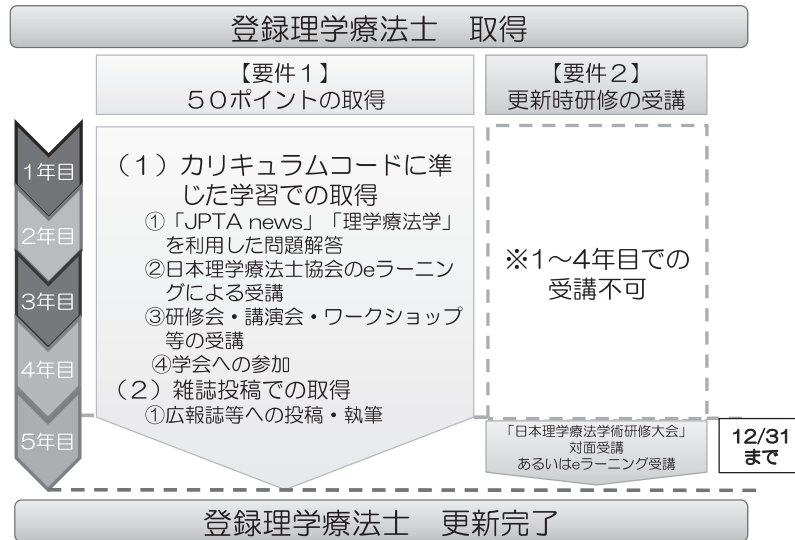 登録理学療法士　取得
【要件１】
５０ポイントの取得
【要件２】
更新時研修の受講
1年目
2年目
3年目
4年目
5年目
（１）カリキュラムコードに準
じた学習での取得
①「JPTA news」「理学療法学」
を利用した問題解答
②日本理学療法士協会のeラーニン
グによる受講
③研修会・講演会・ワークショップ
等の受講
④学会への参加
（２）雑誌投稿での取得
①広報誌等への投稿・執筆
※1～4年目での
受講不可
「日本理学療法学術研修大会」
対面受講
あるいはeラーニング受講
12/31
まで
登録理学療法士　更新完了